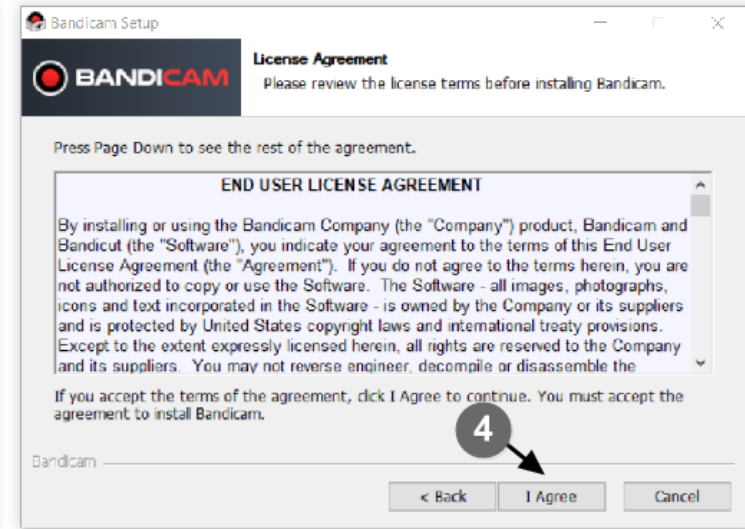 Bandicam Setup
BANDICAM
License Agreement
Please review the license terms before installing Bandicam.
Press Page Down to see the rest of the agreement.
END USER LICENSE AGREEMENT
By installing or using the Bandicam Company (the "Company") product, Bandicam and
Bandicut (the "Software"), you indicate your agreement to the terms of this End User
License Agreement (the "Agreement"). If you do not agree to the terms herein, you are
not authorized to copy or use the Software. The Software - all images, photographs,
icons and text incorporated in the Software - is owned by the Company or its suppliers
and is protected by United States copyright laws and international treaty provisions.
Except to the extent expressly licensed herein, all rights are reserved to the Company
and its suppliers. You may not reverse engineer, decompile or disassemble the
If you accept the terms of the agreement, click I Agree to continue. You must accept the
agreement to install Bandicam.
4
Bandicam
< Back
I Agree
Cancel